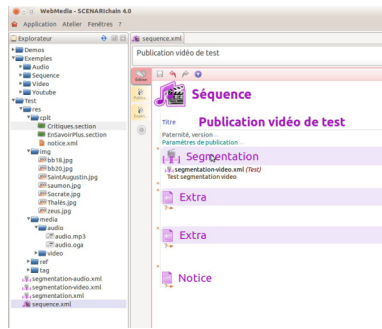 WebMedia - SCENARIchain 4.0
Application Atelier Fenêtres ?
Explorateur
sequence.xml
Demos
Exemples
Audio
Sequence
Video
Youtube
Test
res
cplt
Critiques.section
EnSavoirPlus.section
notice.xml
img
bb18.jpg
bb20.jpg
SaintAugustin.jpg
saumon.jpg
Socrate.jpg
Thalès.jpg
zeus.jpg
media
audio
audio.mp3
audio.oga
video
ref
tag
segmentation-audio.xml
segmentation-video.xml
segmentation.xml
sequence.xml
Publication vidéo de test
Séquence
Titre Publication vidéo de test
Paternité, version
Paramètres de publication
Segmentation
segmentation-video.xml (Test)
Test segmentation video
Extra
Extra
Notice